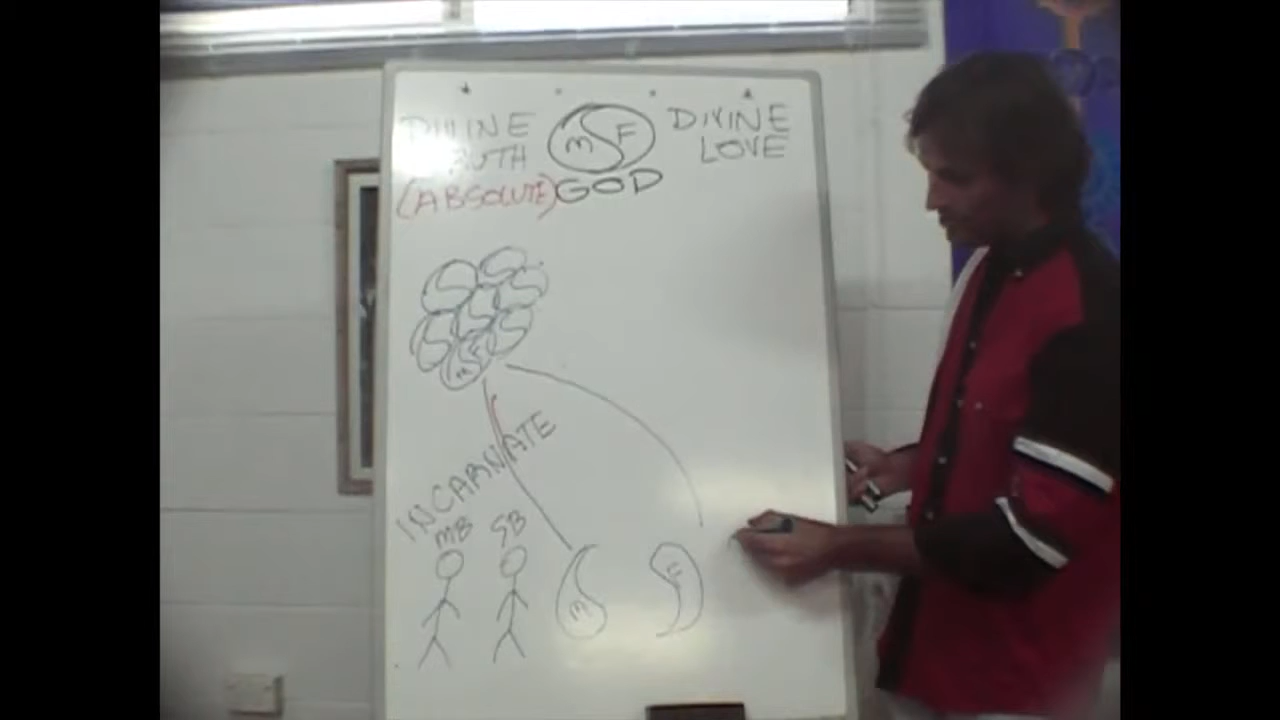 DIVINE
TRUTH
(ABSOLUTE)
M F
GOD
DIVINE
LOVE
M F
INCARNATE
MB SB
M F